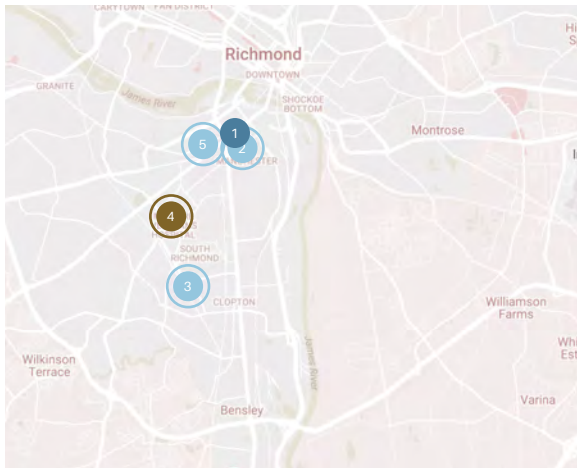 CARYTOWN
FAN DISTRICT
Richmond
DOWNTOWN
GRANITE
James River
SHOCKOE
BOTTOM
Montrose
1
5
2
4
SOUTH
RICHMOND
3
CLOPTON
Williamson
Farms
James River
Wilkinson
Terrace
Varina
Bensley